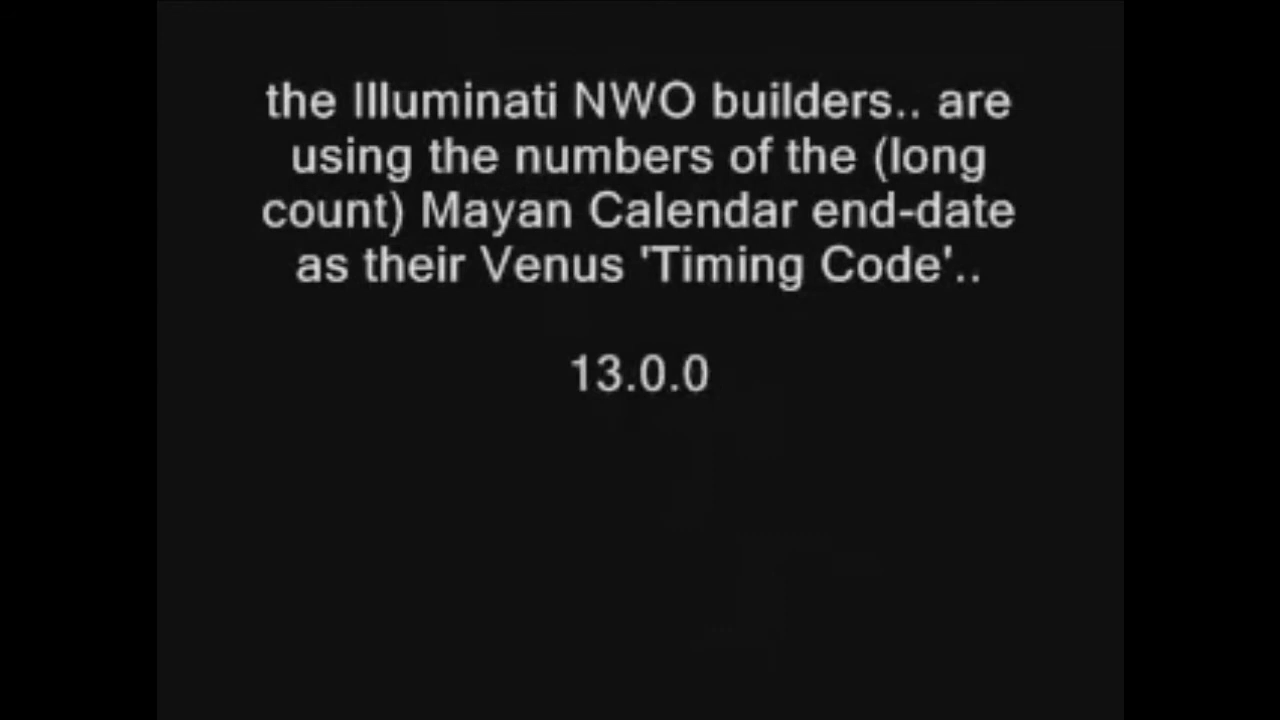 the Illuminati NWO builders.. are
using the numbers of the (long
count) Mayan Calendar end-date
as their Venus 'Timing Code'..
13.0.0